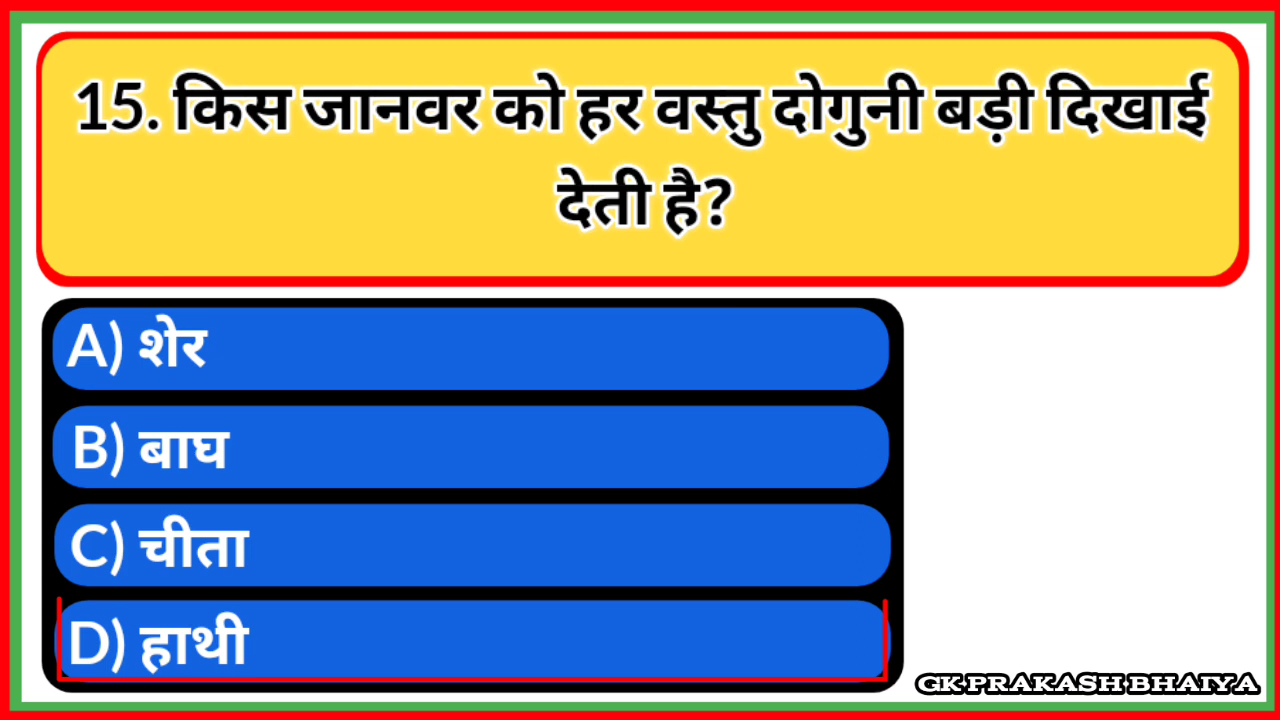 15. किस जानवर को हर वस्तु दोगुनी बड़ी दिखाई
देती है?
A) शेर
B) बाघ
C) चीता
D) हाथी
GK PRAKASH BHAIYA